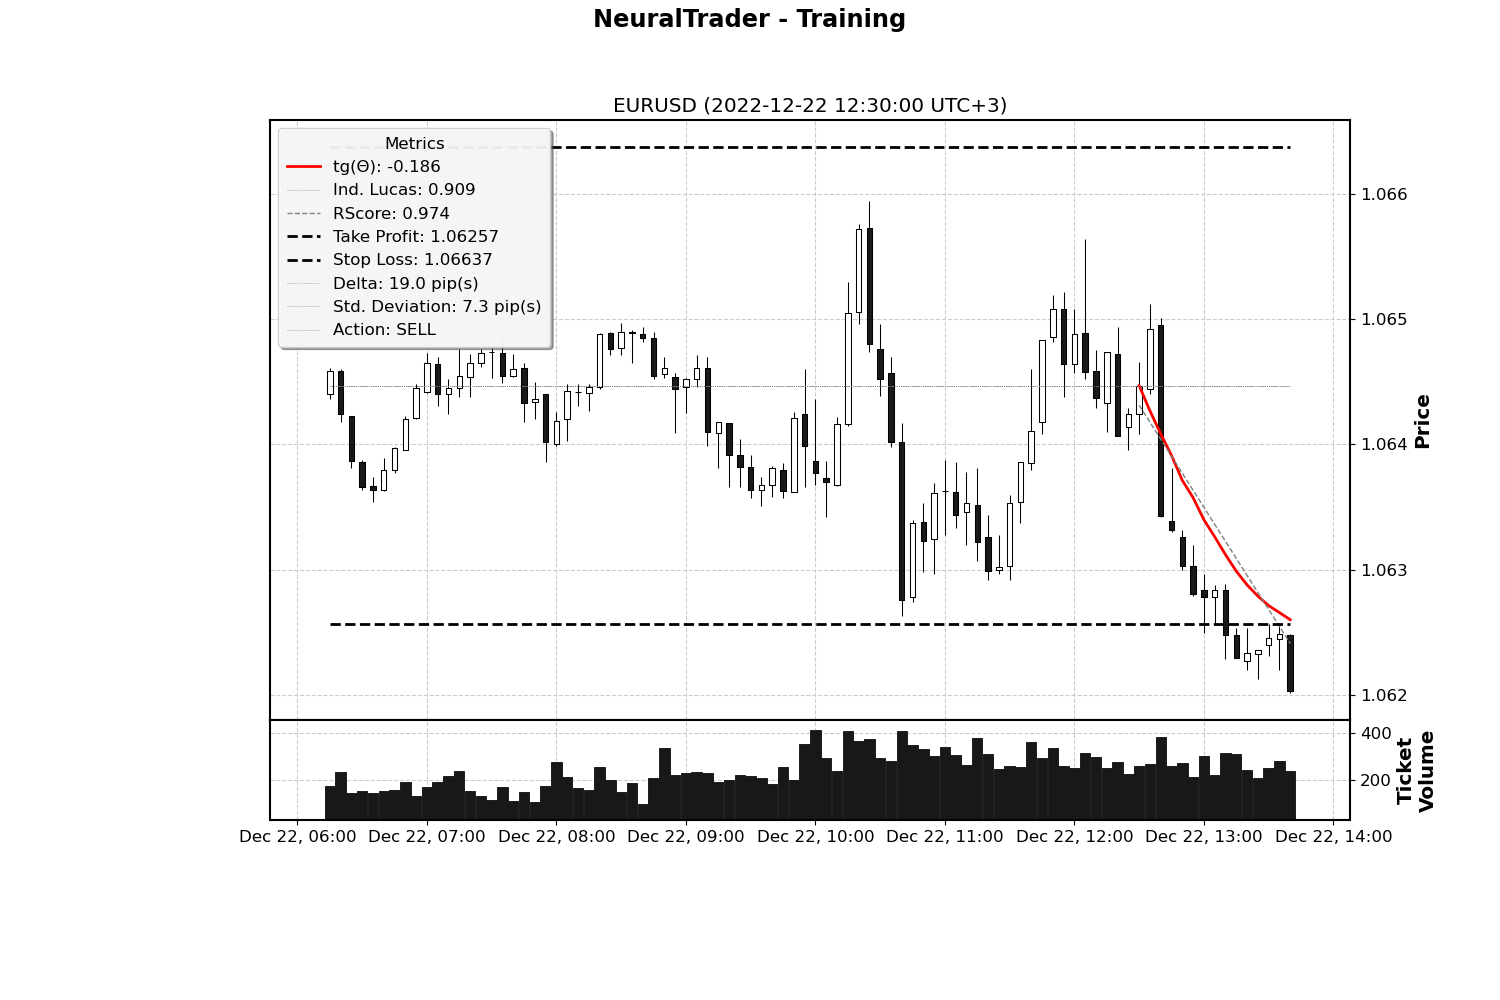 NeuralTrader - Training
EURUSD (2022-12-22 12:30:00 UTC+3)
Metrics
tg(Θ): -0.186
Ind. Lucas: 0.909
RScore: 0.974
Take Profit: 1.06257
Stop Loss: 1.06637
Delta: 19.0 pip(s)
Std. Deviation: 7.3 pip(s)
Action: SELL
1.066
1.065
1.064
1.063
1.062
Price
400
200
Ticket
Volume
Dec 22, 06:00 Dec 22, 07:00 Dec 22, 08:00 Dec 22, 09:00 Dec 22, 10:00 Dec 22, 11:00 Dec 22, 12:00 Dec 22, 13:00 Dec 22, 14:00